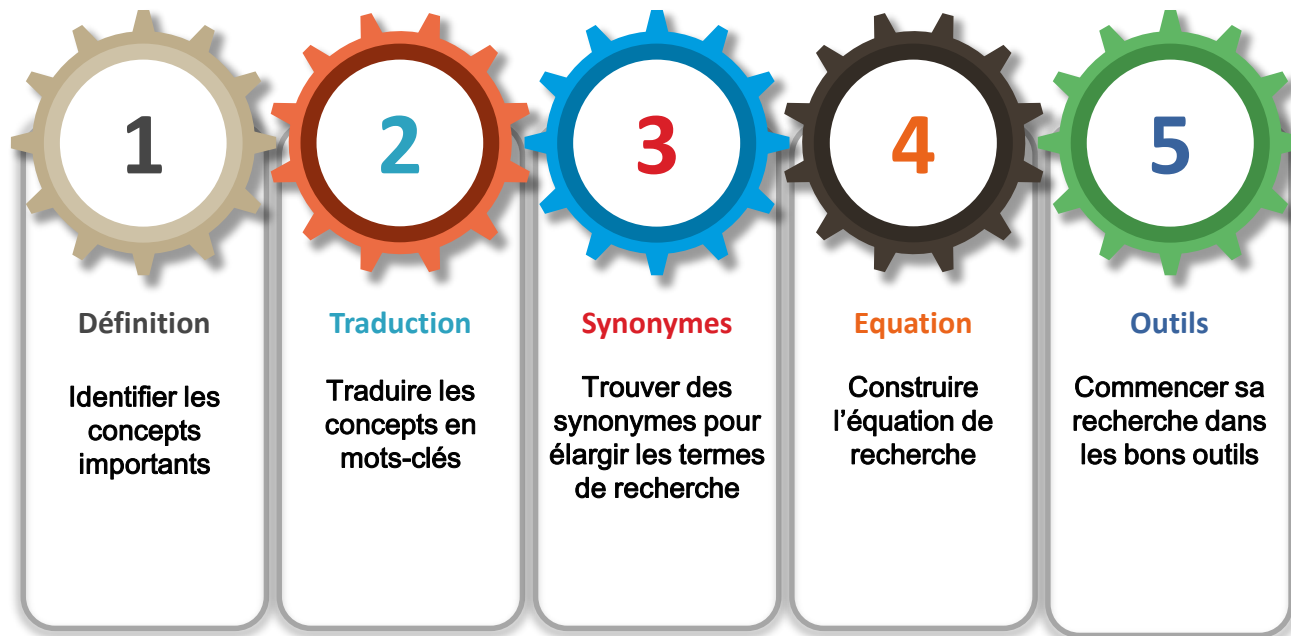 1
Définition
Identifier les
concepts
importants
2
Traduction
Traduire les
concepts en
mots-clés
3
Synonymes
Trouver des
synonymes pour
élargir les termes
de recherche
4
Equation
Construire
l’équation de
recherche
5
Outils
Commencer sa
recherche dans
les bons outils